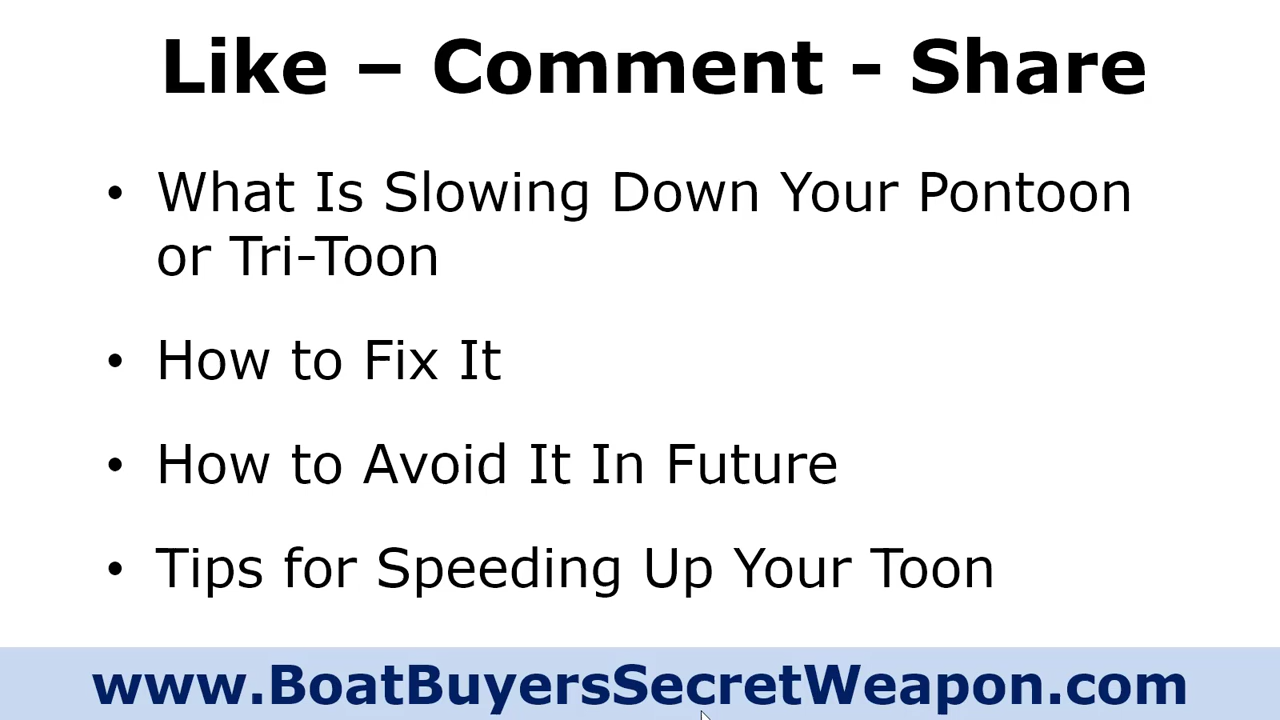 Like – Comment - Share
• What Is Slowing Down Your Pontoon
or Tri-Toon
• How to Fix It
• How to Avoid It In Future
• Tips for Speeding Up Your Toon
www.BoatBuyersSecretWeapon.com